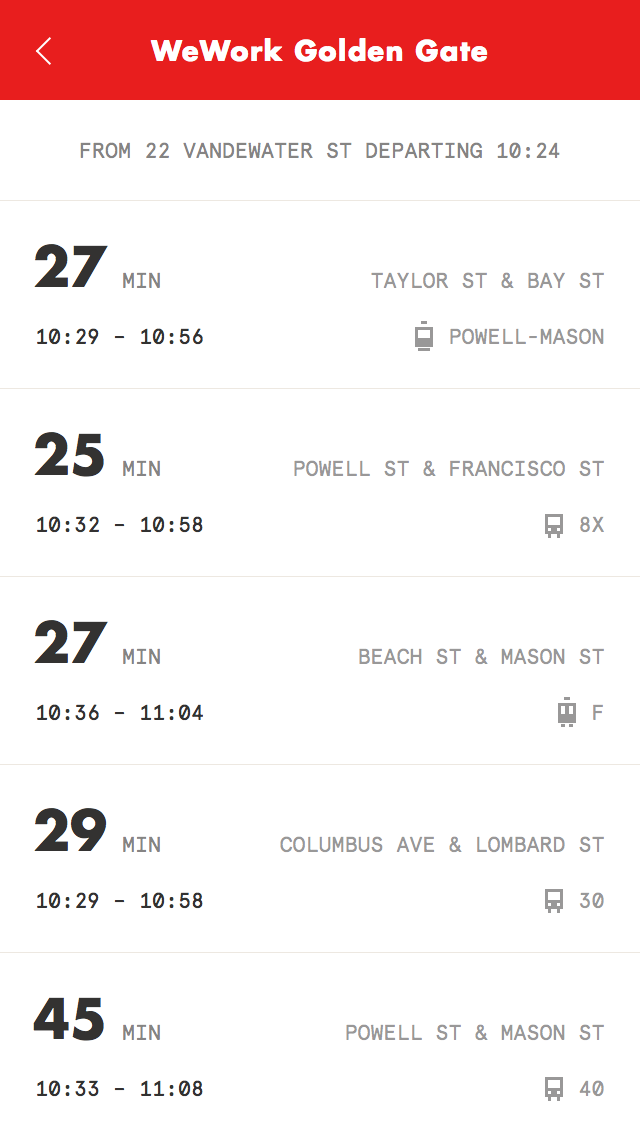 WeWork Golden Gate
FROM 22 VANDEWATER ST DEPARTING 10:24
27 MIN TAYLOR ST & BAY ST
10:29 – 10:56 POWELL-MASON
25 MIN POWELL ST & FRANCISCO ST
10:32 – 10:58 8X
27 MIN BEACH ST & MASON ST
10:36 – 11:04 F
29 MIN COLUMBUS AVE & LOMBARD ST
10:29 – 10:58 30
45 MIN POWELL ST & MASON ST
10:33 – 11:08 40